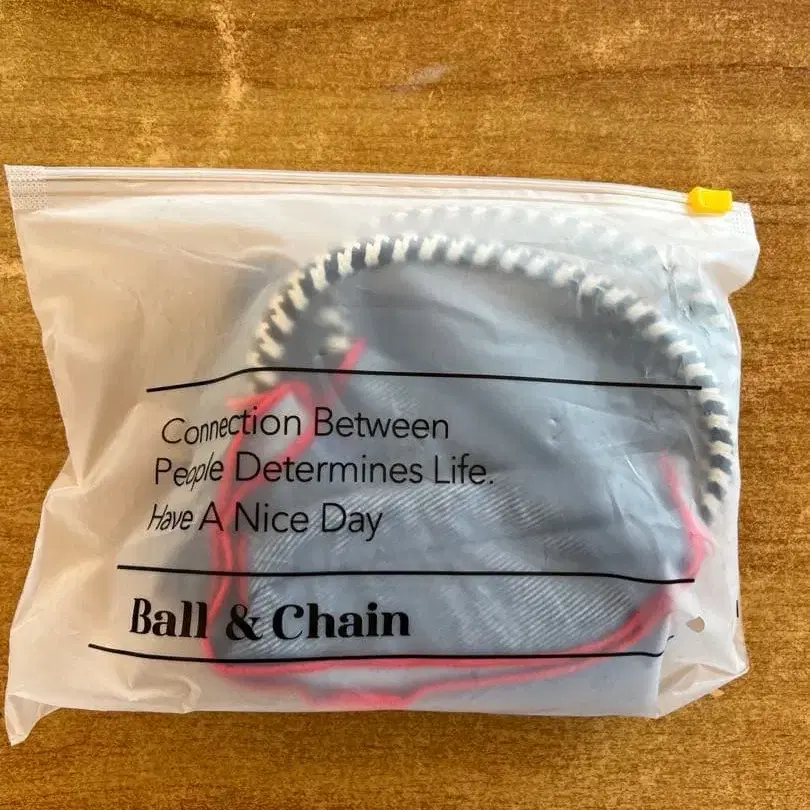 Connection Between
People Determines Life.
Have A Nice Day
Ball & Chain